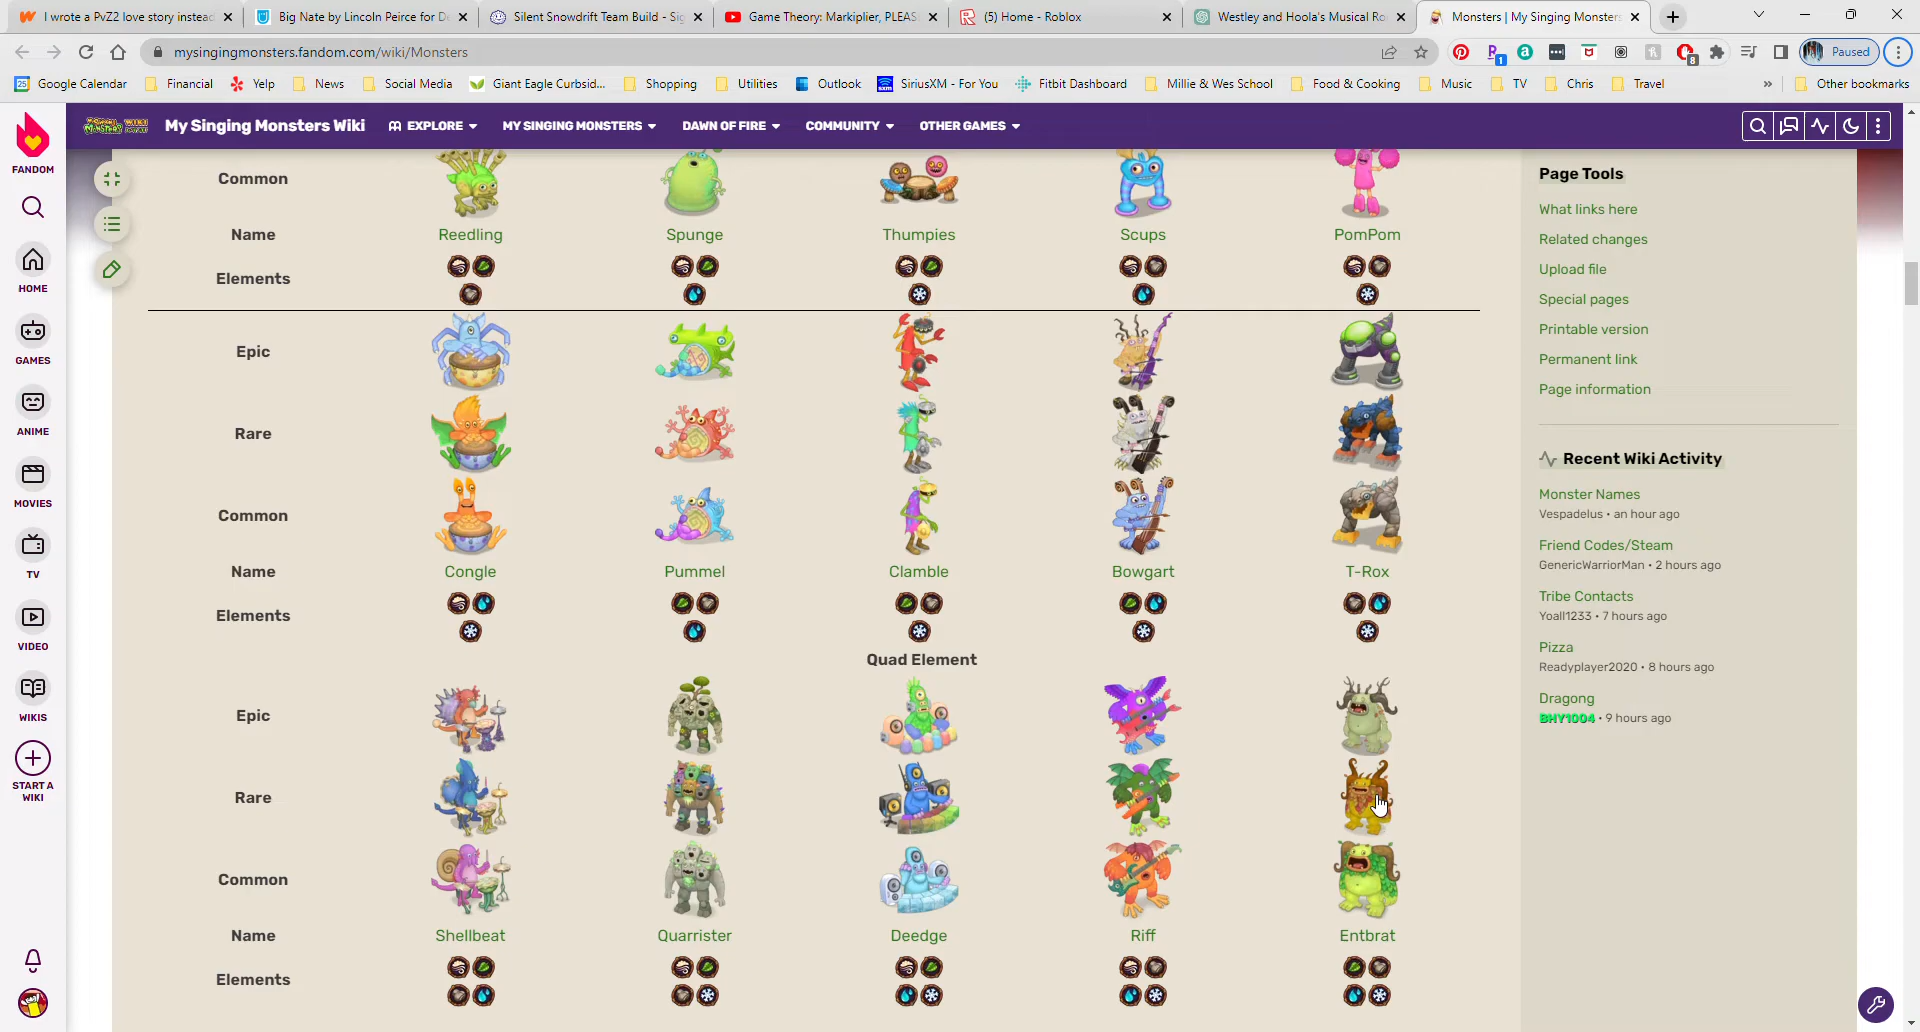 I wrote a PvZ2 love story instead
Big Nate by Lincoln Peirce for De
Silent Snowdrift Team Build - Sig
Game Theory: Markiplier, PLEAS
(5) Home - Roblox
Westley and Hoola's Musical Ro
Monsters | My Singing Monsters
mysingingmonsters.fandom.com/wiki/Monsters
1
8
Paused
25 Google Calendar
Financial
Yelp
News
Social Media
Giant Eagle Curbsid...
Shopping
Utilities
Outlook
SiriusXM - For You
Fitbit Dashboard
Millie & Wes School
Food & Cooking
Music
TV
Chris
Travel
»
Other bookmarks
FANDOM
HOME
GAMES
ANIME
MOVIES
TV
VIDEO
WIKIS
START A
WIKI
My Singing Monsters Wiki
EXPLORE
MY SINGING MONSTERS
DAWN OF FIRE
COMMUNITY
OTHER GAMES
Common
Name Reedling Spunge Thumpies Scups PomPom
Elements
Epic
Rare
Common
Name Congle Pummel Clamble Bowgart T-Rox
Elements
Quad Element
Epic
Rare
Common
Name Shellbeat Quarrister Deedge Riff Entbrat
Elements
Page Tools
What links here
Related changes
Upload file
Special pages
Printable version
Permanent link
Page information
Recent Wiki Activity
Monster Names
Vespadelus • an hour ago
Friend Codes/Steam
GenericWarriorMan • 2 hours ago
Tribe Contacts
Yoall1233 • 7 hours ago
Pizza
Readyplayer2020 • 8 hours ago
Dragong
BHY1004 • 9 hours ago